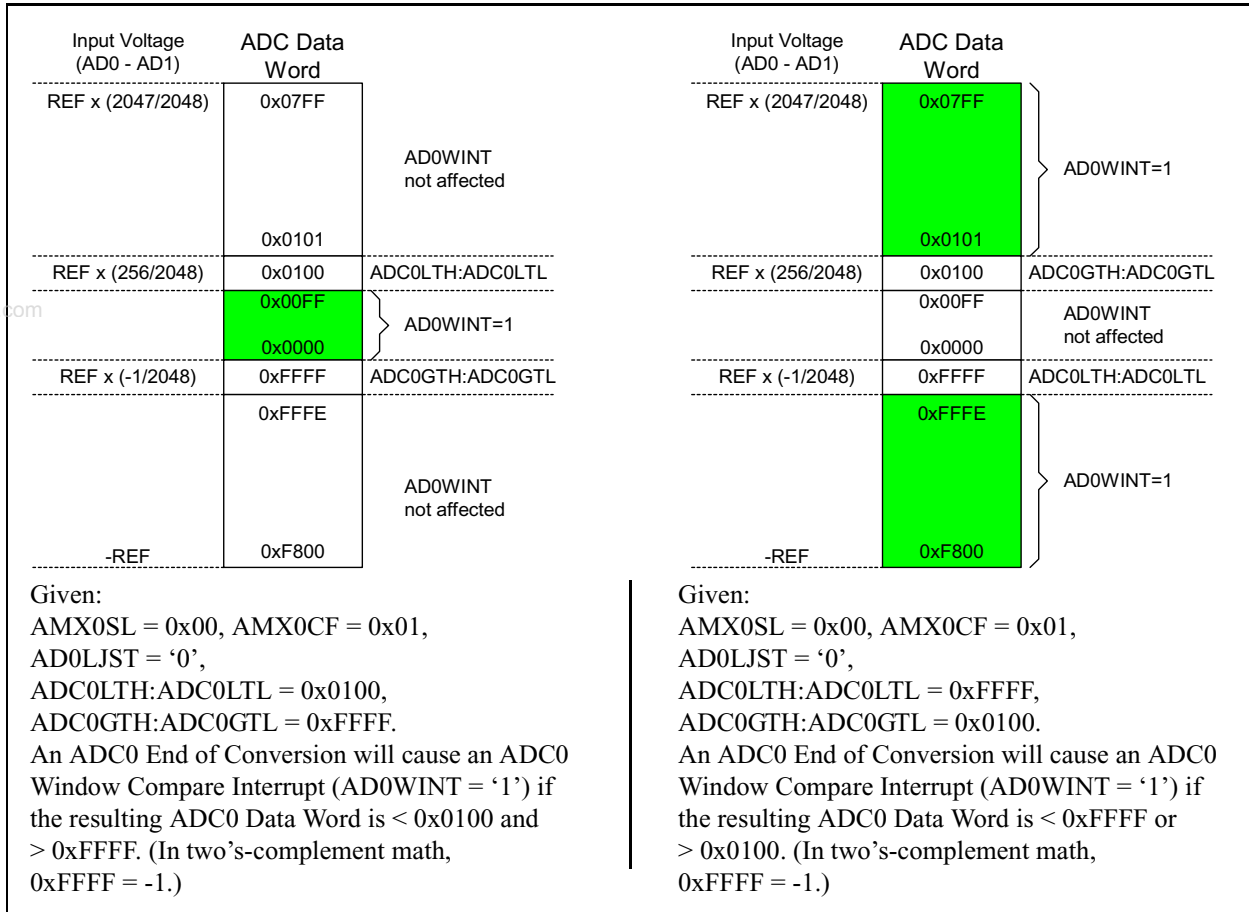 Input Voltage
(AD0 - AD1)
ADC Data
Word
REF x (2047/2048)
0x07FF
AD0WINT
not affected
0x0101
REF x (256/2048)
0x0100
ADC0LTH:ADC0LTL
0x00FF
AD0WINT=1
0x0000
REF x (-1/2048)
0xFFFF
ADC0GTH:ADC0GTL
0xFFFE
AD0WINT
not affected
-REF
0xF800
Given:
AMX0SL = 0x00, AMX0CF = 0x01,
AD0LJST = ‘0’,
ADC0LTH:ADC0LTL = 0x0100,
ADC0GTH:ADC0GTL = 0xFFFF.
An ADC0 End of Conversion will cause an ADC0
Window Compare Interrupt (AD0WINT = ‘1’) if
the resulting ADC0 Data Word is < 0x0100 and
> 0xFFFF. (In two’s-complement math,
0xFFFF = -1.)
Input Voltage
(AD0 - AD1)
ADC Data
Word
REF x (2047/2048)
0x07FF
AD0WINT=1
0x0101
REF x (256/2048)
0x0100
ADC0GTH:ADC0GTL
0x00FF
AD0WINT
not affected
0x0000
REF x (-1/2048)
0xFFFF
ADC0LTH:ADC0LTL
0xFFFE
AD0WINT=1
-REF
0xF800
Given:
AMX0SL = 0x00, AMX0CF = 0x01,
AD0LJST = ‘0’,
ADC0LTH:ADC0LTL = 0xFFFF,
ADC0GTH:ADC0GTL = 0x0100.
An ADC0 End of Conversion will cause an ADC0
Window Compare Interrupt (AD0WINT = ‘1’) if
the resulting ADC0 Data Word is < 0xFFFF or
> 0x0100. (In two’s-complement math,
0xFFFF = -1.)
com